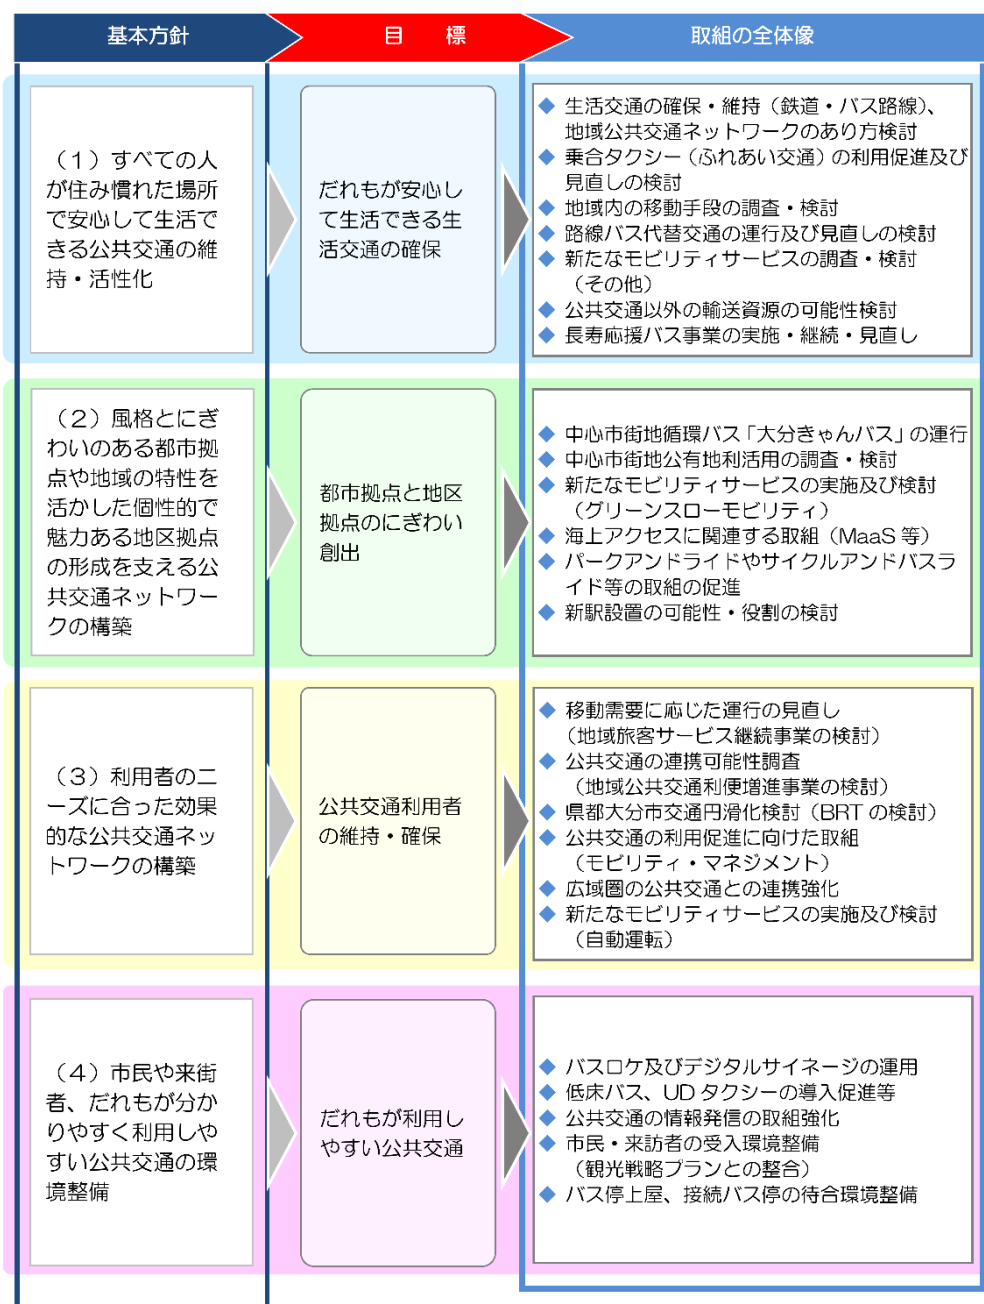 基本方針
目　標
取組の全体像
（１）すべての人
が住み慣れた場所
で安心して生活で
きる公共交通の維
持・活性化
だれもが安心し
て生活できる生
活交通の確保
◆ 生活交通の確保・維持（鉄道・バス路線）、
地域公共交通ネットワークのあり方検討
◆ 乗合タクシー（ふれあい交通）の利用促進及び
見直しの検討
◆ 地域内の移動手段の調査・検討
◆ 路線バス代替交通の運行及び見直しの検討
◆ 新たなモビリティサービスの調査・検討
（その他）
◆ 公共交通以外の輸送資源の可能性検討
◆ 長寿応援バス事業の実施・継続・見直し
（２）風格とにぎ
わいのある都市拠
点や地域の特性を
活かした個性的で
魅力ある地区拠点
の形成を支える公
共交通ネットワー
クの構築
都市拠点と地区
拠点のにぎわい
創出
◆ 中心市街地循環バス「大分きゃんバス」の運行
◆ 中心市街地公有地利活用の調査・検討
◆ 新たなモビリティサービスの実施及び検討
（グリーンスローモビリティ）
◆ 海上アクセスに関連する取組（MaaS 等）
◆ パークアンドライドやサイクルアンドバスラ
イド等の取組の促進
◆ 新駅設置の可能性・役割の検討
（３）利用者のニ
ーズに合った効果
的な公共交通ネッ
トワークの構築
公共交通利用者
の維持・確保
◆ 移動需要に応じた運行の見直し
（地域旅客サービス継続事業の検討）
◆ 公共交通の連携可能性調査
（地域公共交通利便増進事業の検討）
◆ 県都大分市交通円滑化検討（BRT の検討）
◆ 公共交通の利用促進に向けた取組
（モビリティ・マネジメント）
◆ 広域圏の公共交通との連携強化
◆ 新たなモビリティサービスの実施及び検討
（自動運転）
（４）市民や来街
者、だれもが分か
りやすく利用しや
すい公共交通の環
境整備
だれもが利用し
やすい公共交通
◆ バスロケ及びデジタルサイネージの運用
◆ 低床バス、UD タクシーの導入促進等
◆ 公共交通の情報発信の取組強化
◆ 市民・来訪者の受入環境整備
（観光戦略プランとの整合）
◆ バス停上屋、接続バス停の待合環境整備